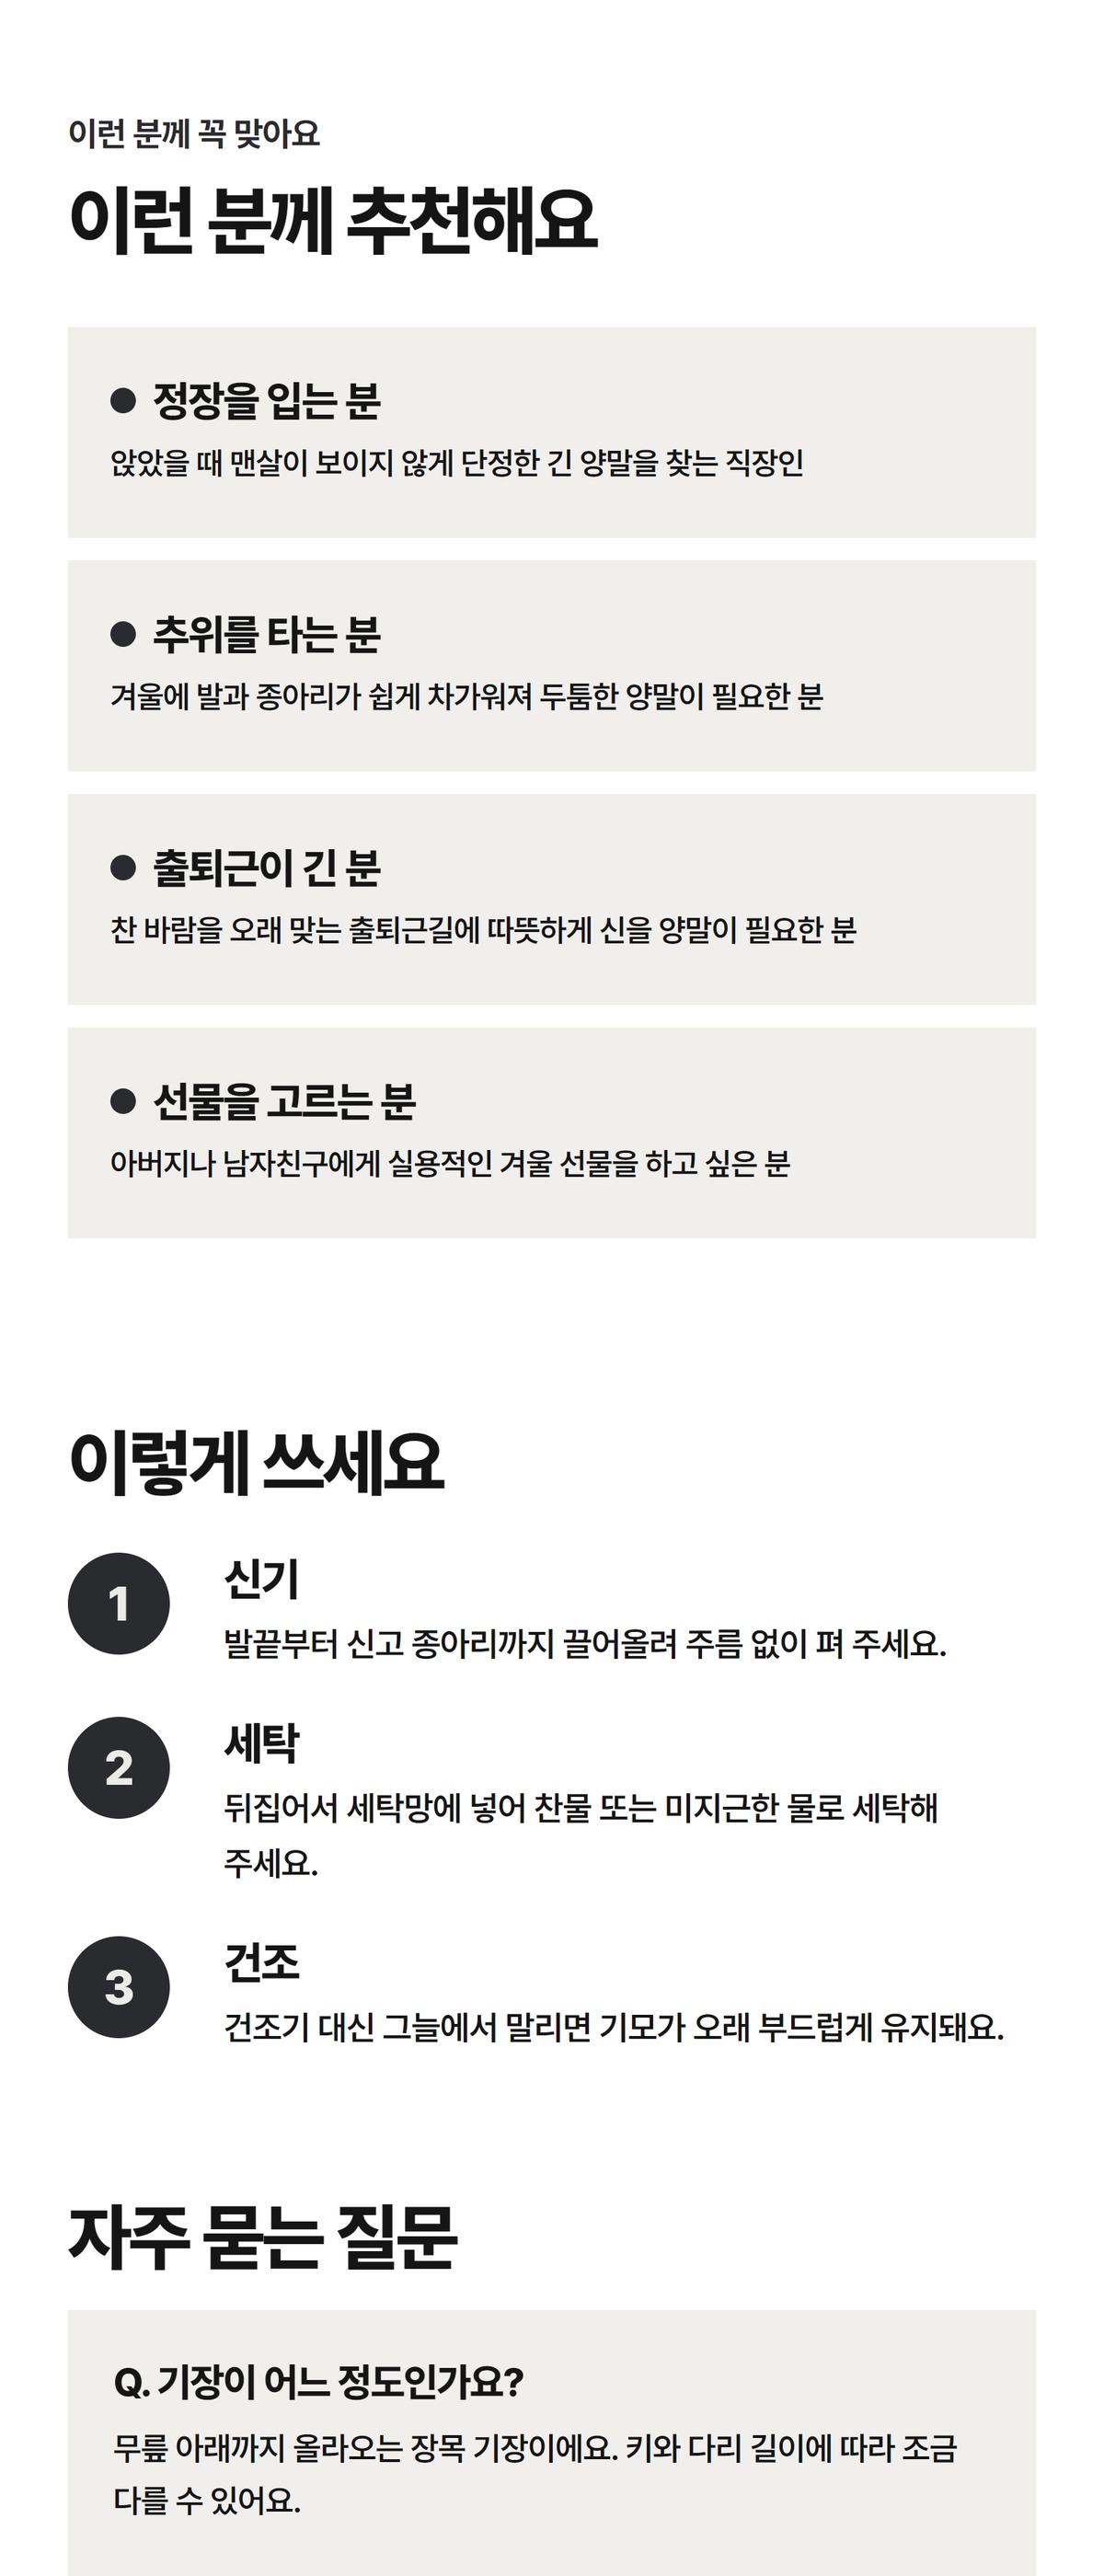 이런 분께 꼭 맞아요
이런 분께 추천해요
정장을 입는 분
앉았을 때 맨살이 보이지 않게 단정한 긴 양말을 찾는 직장인
추위를 타는 분
겨울에 발과 종아리가 쉽게 차가워져 두툼한 양말이 필요한 분
출퇴근이 긴 분
찬 바람을 오래 맞는 출퇴근길에 따뜻하게 신을 양말이 필요한 분
선물을 고르는 분
아버지나 남자친구에게 실용적인 겨울 선물을 하고 싶은 분
이렇게 쓰세요
1
신기
발끝부터 신고 종아리까지 끌어올려 주름 없이 펴 주세요.
2
세탁
뒤집어서 세탁망에 넣어 찬물 또는 미지근한 물로 세탁해
주세요.
3
건조
건조기 대신 그늘에서 말리면 기모가 오래 부드럽게 유지돼요.
자주 묻는 질문
Q. 기장이 어느 정도인가요?
무릎 아래까지 올라오는 장목 기장이에요. 키와 다리 길이에 따라 조금
다를 수 있어요.